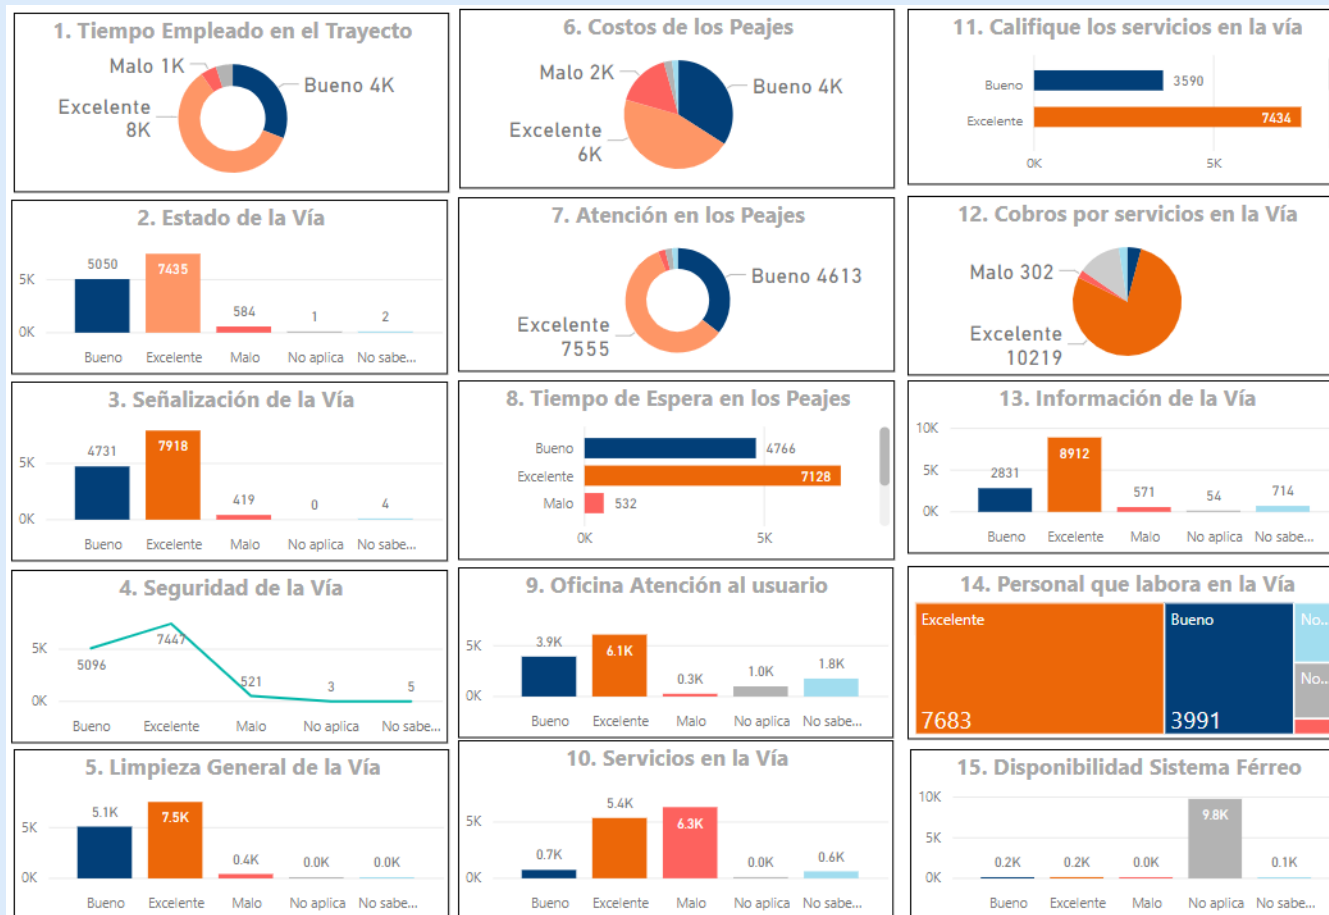 1. Tiempo Empleado en el Trayecto
Malo 1K
Bueno 4K
Excelente
8K
2. Estado de la Vía
5050
7435
584
1
2
5K
0K
Bueno Excelente Malo No aplica No sabe...
3. Señalización de la Vía
4731
7918
419
0
4
5K
0K
Bueno Excelente Malo No aplica No sabe...
4. Seguridad de la Vía
5K
5096
7447
521
3
5
0K
Bueno Excelente Malo No aplica No sabe...
5. Limpieza General de la Vía
5.1K
7.5K
0.4K
0.0K
0.0K
5K
0K
Bueno Excelente Malo No aplica No sabe...
6. Costos de los Peajes
Malo 2K
Bueno 4K
Excelente
6K
7. Atención en los Peajes
Bueno 4613
Excelente
7555
8. Tiempo de Espera en los Peajes
Bueno 4766
Excelente 7128
Malo 532
0K 5K
9. Oficina Atención al usuario
3.9K
6.1K
0.3K
1.0K
1.8K
5K
0K
Bueno Excelente Malo No aplica No sabe...
10. Servicios en la Vía
0.7K
5.4K
6.3K
0.0K
0.6K
5K
0K
Bueno Excelente Malo No aplica No sabe...
11. Califique los servicios en la vía
Bueno 3590
Excelente 7434
0K 5K
12. Cobros por servicios en la Vía
Malo 302
Excelente
10219
13. Información de la Vía
10K
5K
0K
2831
8912
571
54
714
Bueno Excelente Malo No aplica No sabe...
14. Personal que labora en la Vía
Excelente
7683
Bueno
3991
No...
No...
15. Disponibilidad Sistema Férreo
10K
5K
0K
0.2K
0.2K
0.0K
9.8K
0.1K
Bueno Excelente Malo No aplica No sabe...